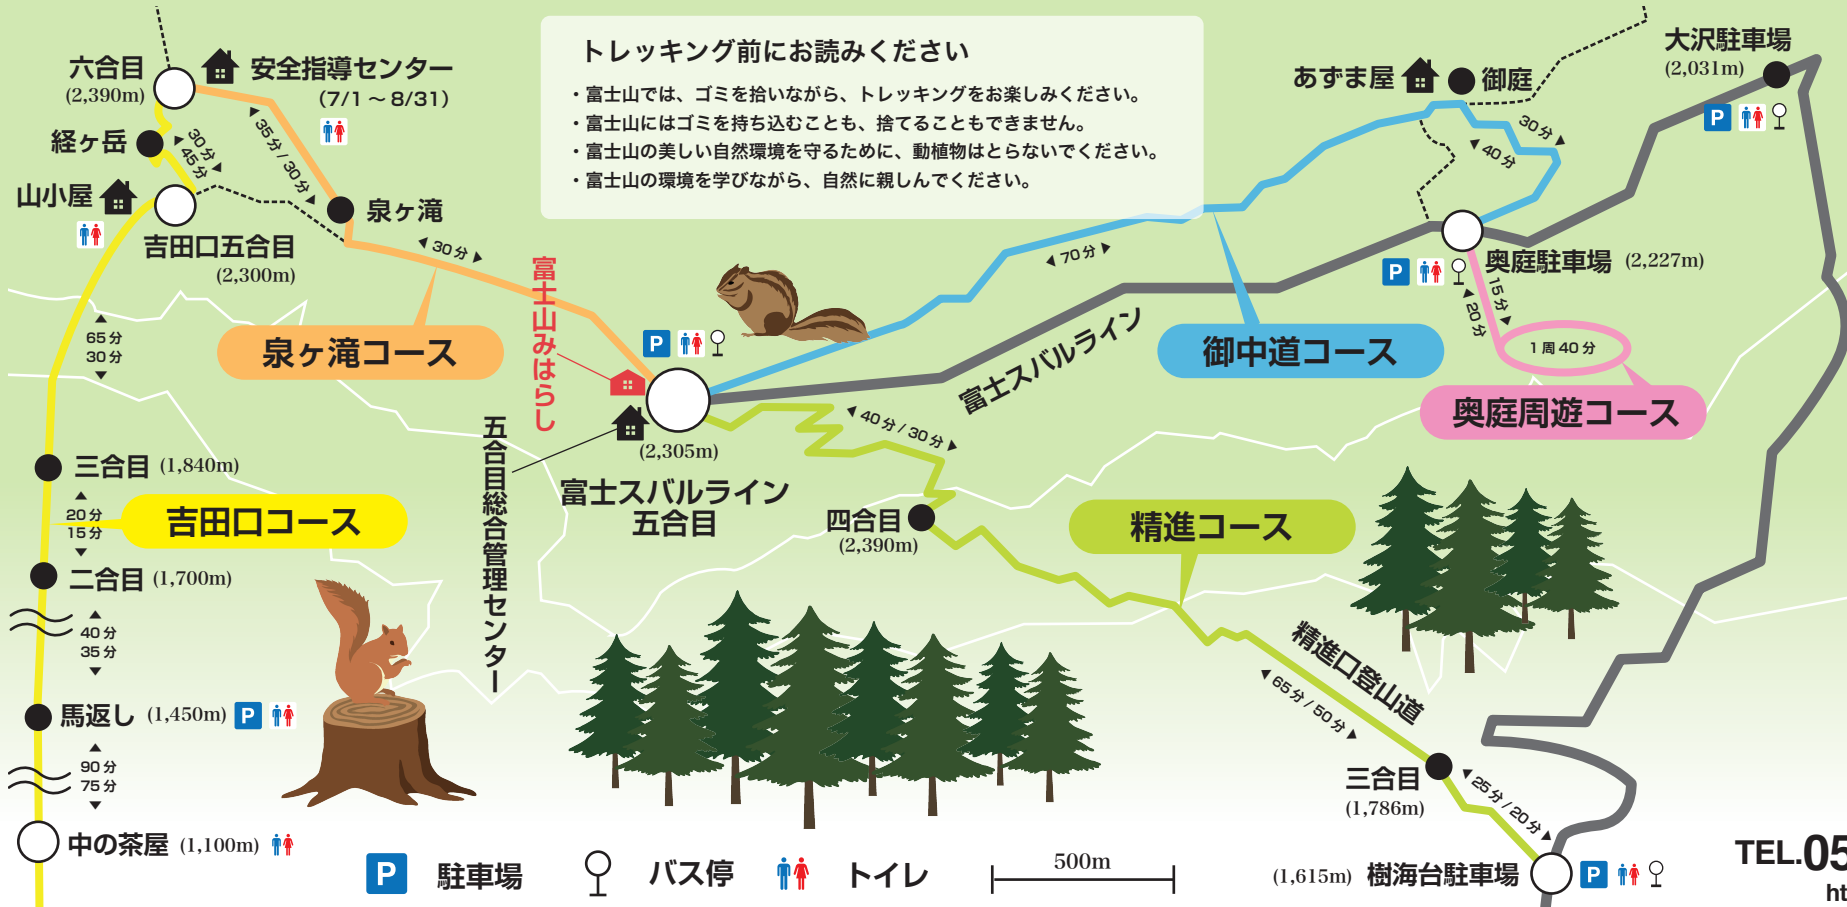 トレッキング前にお読みください
・富士山では、ゴミを拾いながら、トレッキングをお楽しみください。
・富士山にはゴミを持ち込むことも、捨てることもできません。
・富士山の美しい自然環境を守るために、動植物はとらないでください。
・富士山の環境を学びながら、自然に親しんでください。
六合目
(2,390m)
安全指導センター
(7/1 ～ 8/31)
経ヶ岳
30分
45分
35分 / 30分
山小屋
吉田口五合目
(2,300m)
泉ヶ滝
30分
泉ヶ滝コース
65分
30分
三合目 (1,840m)
20分
15分
吉田口コース
二合目 (1,700m)
40分
35分
馬返し (1,450m) P
90分
75分
中の茶屋 (1,100m)
富士山みはらし
P
五合目総合管理センター
(2,305m)
富士スバルライン
五合目
40分 / 30分
四合目
(2,390m)
精進コース
精進口登山道
65分 / 50分
三合目
(1,786m)
25分 / 20分
(1,615m) 樹海台駐車場 P
70分
富士スバルライン
御中道コース
あずま屋
御庭
30分
40分
大沢駐車場
(2,031m)
P
奥庭駐車場 (2,227m)
P
15分
20分
1周40分
奥庭周遊コース
P 駐車場
バス停
トイレ
500m
TEL.05
ht